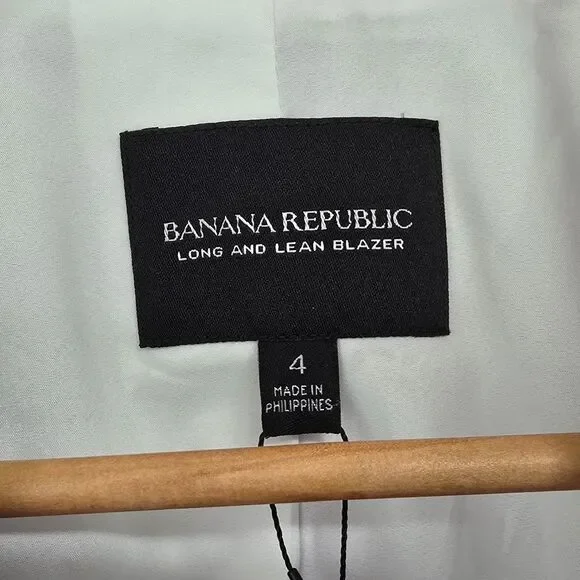 BANANA REPUBLIC
LONG AND LEAN BLAZER
4
MADE IN
PHILIPPINES